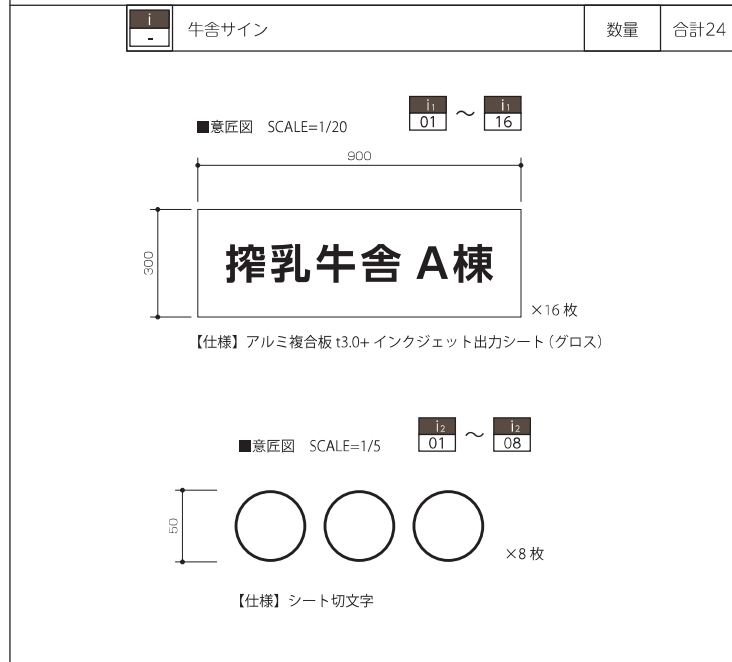 i
-
牛舎サイン
数量
合計24
■意匠図 SCALE=1/20
i1
01
～
i1
16
900
300
搾乳牛舎 A棟
×16 枚
【仕様】アルミ複合板 t3.0+ インクジェット出力シート（グロス）
■意匠図 SCALE=1/5
i2
01
～
i2
08
50
○○○
×8 枚
【仕様】シート切文字